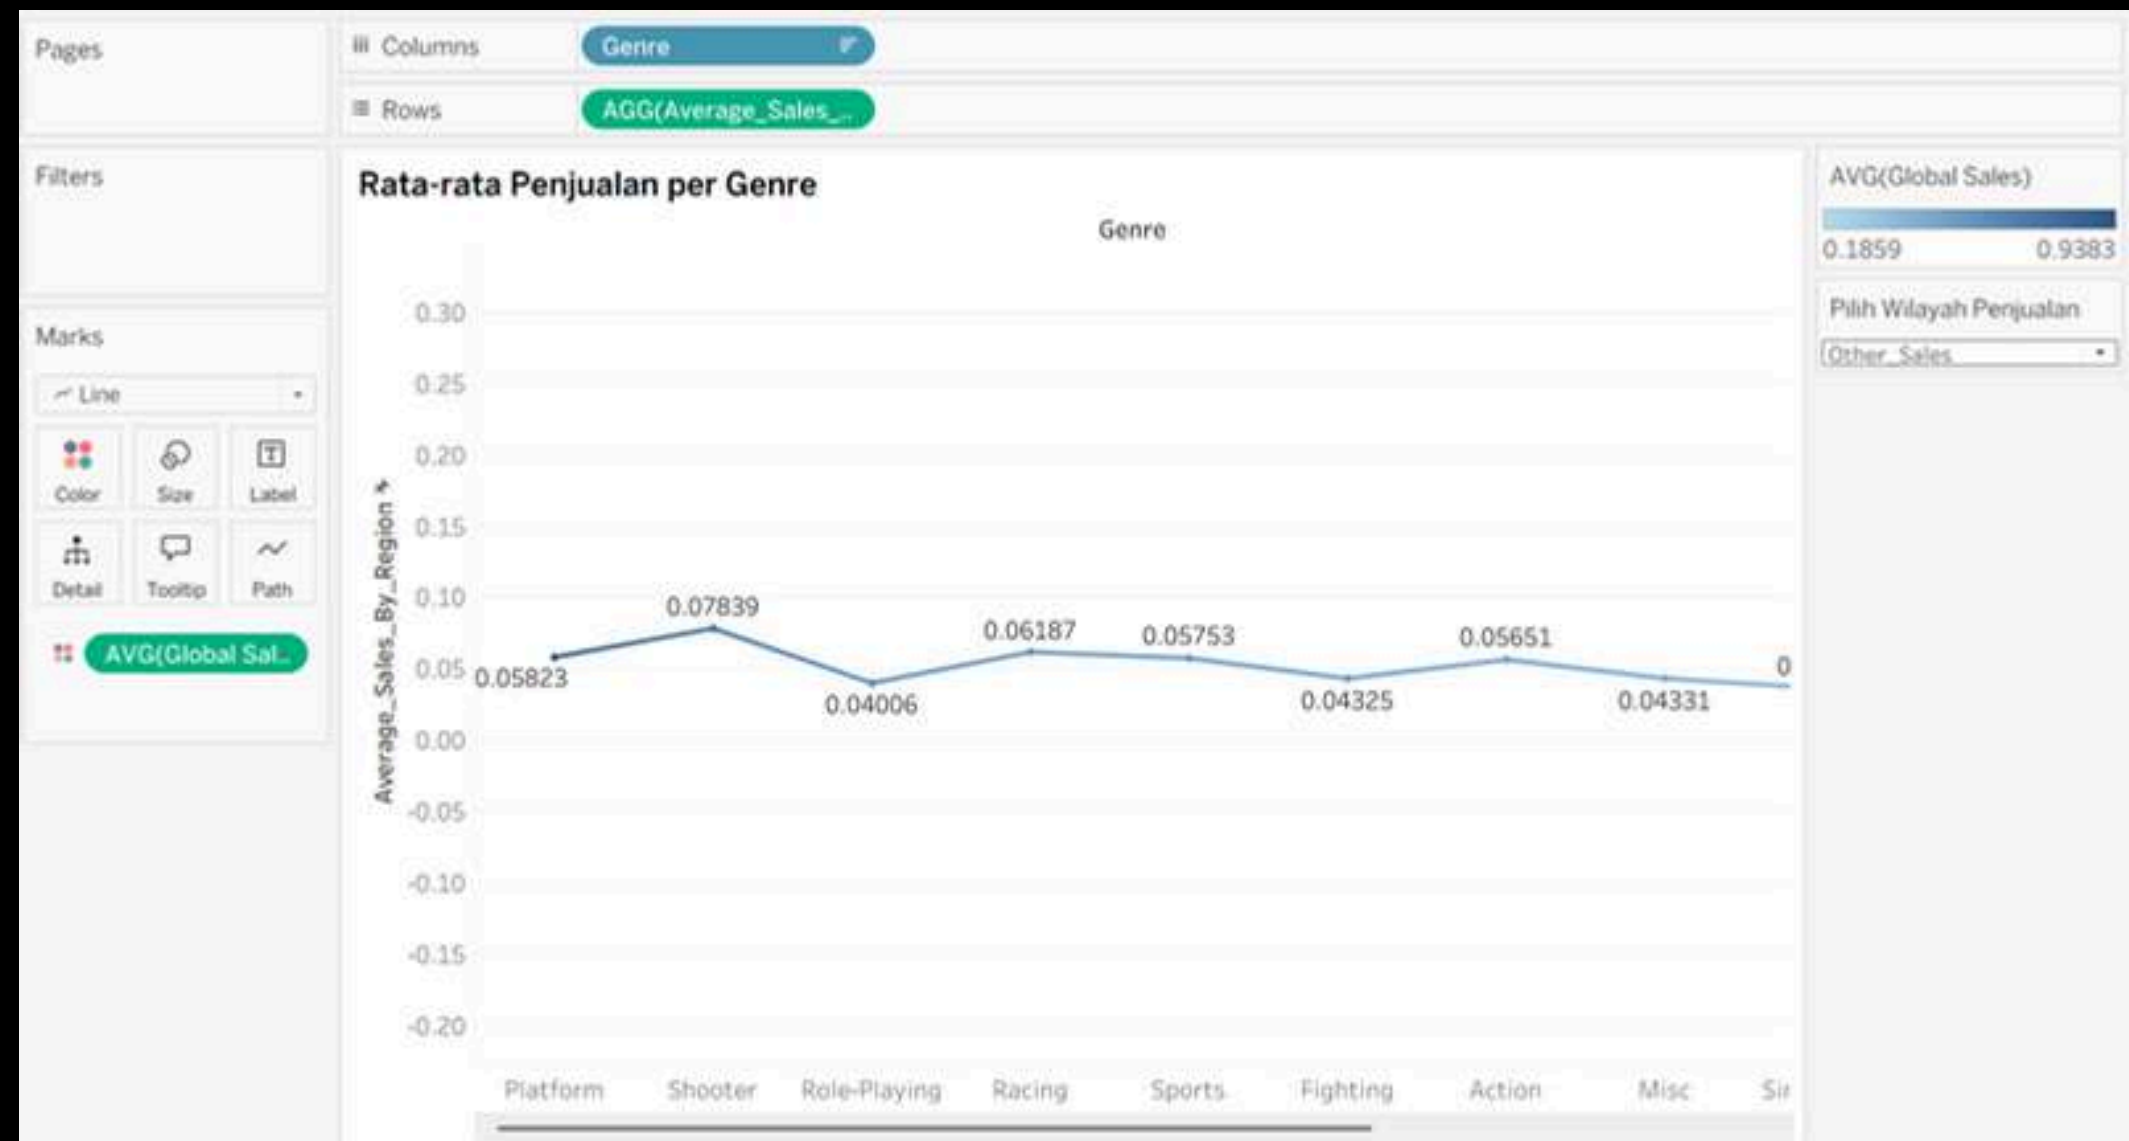 Pages
Columns
Genre
Rows
AGG(Average_Sales_..
Filters
Marks
Line
Color
Size
Label
Detail
Tooltip
Path
AVG(Global Sal..
Rata-rata Penjualan per Genre
Genre
Average_Sales_By_Region
0.30
0.25
0.20
0.15
0.10
0.05
0.00
-0.05
-0.10
-0.15
-0.20
0.05823
0.07839
0.04006
0.06187
0.05753
0.04325
0.05651
0.04331
0
Platform
Shooter
Role-Playing
Racing
Sports
Fighting
Action
Misc
AVG(Global Sales)
0.1859
0.9383
Pilih Wilayah Penjualan
Other_Sales